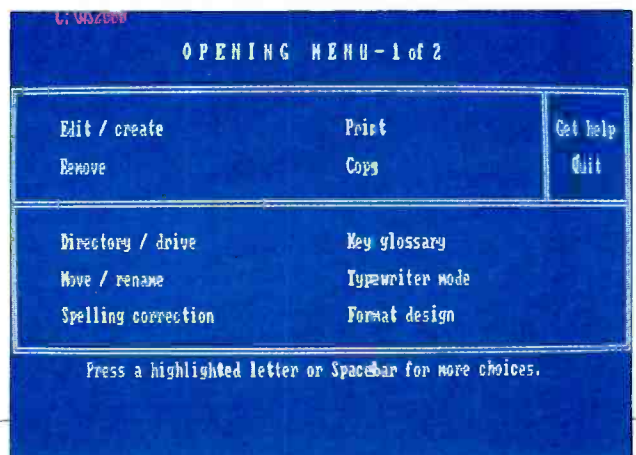 C:\WS2000
OPENING MENU-1 of 2
Edit / create Print Get help
Remove Copy Quit
Directory / drive Key glossary
Move / rename Typewriter mode
Spelling correction Format design
Press a highlighted letter or Spacebar for more choices.